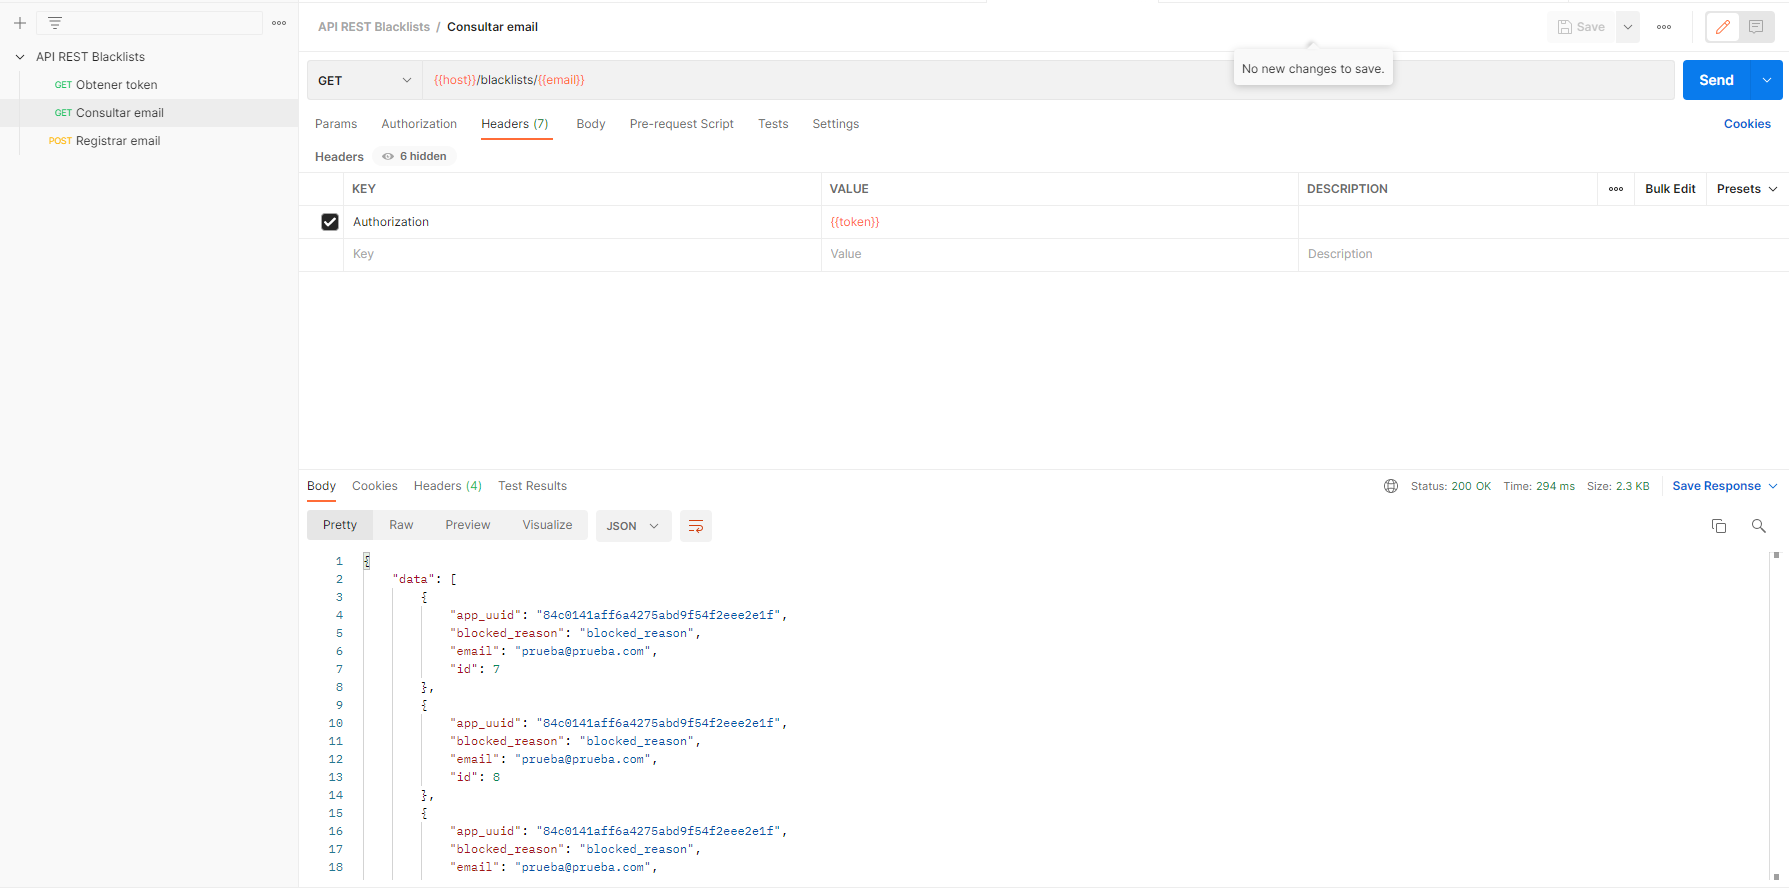 API REST Blacklists / Consultar email
Save
No new changes to save.
API REST Blacklists
GET Obtener token
GET Consultar email
POST Registrar email
GET
{{host}}/blacklists/{{email}}
Send
Params Authorization Headers (7) Body Pre-request Script Tests Settings
Cookies
Headers 6 hidden
KEY VALUE DESCRIPTION Bulk Edit Presets
Authorization {{token}}
Key Value Description
Body Cookies Headers (4) Test Results
Status: 200 OK Time: 294 ms Size: 2.3 KB Save Response
Pretty Raw Preview Visualize JSON
1 {
2 "data": [
3 {
4 "app_uuid": "84c0141aff6a4275abd9f54f2eee2e1f",
5 "blocked_reason": "blocked_reason",
6 "email": "prueba@prueba.com",
7 "id": 7
8 },
9 {
10 "app_uuid": "84c0141aff6a4275abd9f54f2eee2e1f",
11 "blocked_reason": "blocked_reason",
12 "email": "prueba@prueba.com",
13 "id": 8
14 },
15 {
16 "app_uuid": "84c0141aff6a4275abd9f54f2eee2e1f",
17 "blocked_reason": "blocked_reason",
18 "email": "prueba@prueba.com",